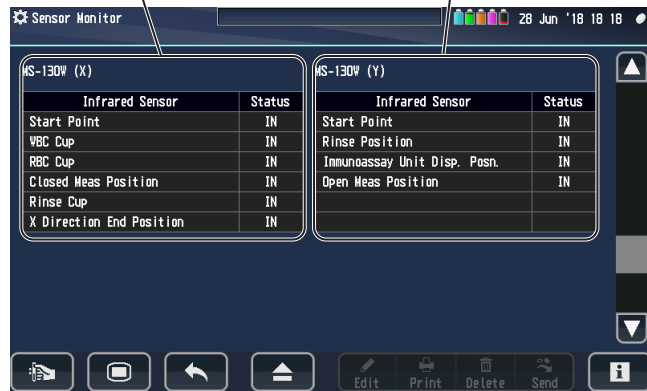 Sensor Monitor
28 Jun '18 18 18
MS-130W (X)
Infrared Sensor Status
Start Point IN
WBC Cup IN
RBC Cup IN
Closed Meas Position IN
Rinse Cup IN
X Direction End Position IN
MS-130W (Y)
Infrared Sensor Status
Start Point IN
Rinse Position IN
Immunoassay Unit Disp. Posn. IN
Open Meas Position IN
Edit Print Delete Send